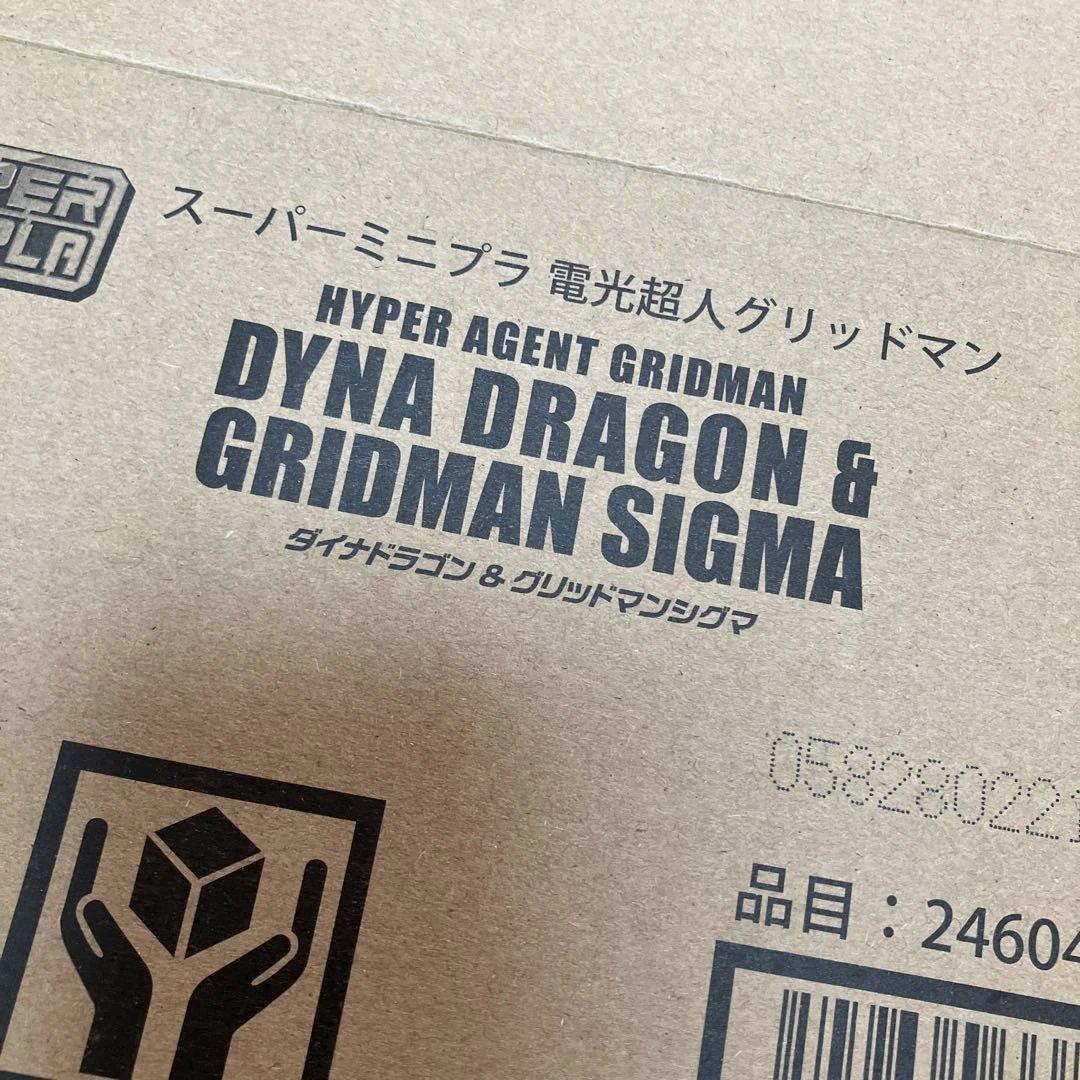 PER
PLA
スーパーミニプラ 電光超人グリッドマン
HYPER AGENT GRIDMAN
DYNA DRAGON &
GRIDMAN SIGMA
ダイナドラゴン & グリッドマンシグマ
058280221
品目：24604